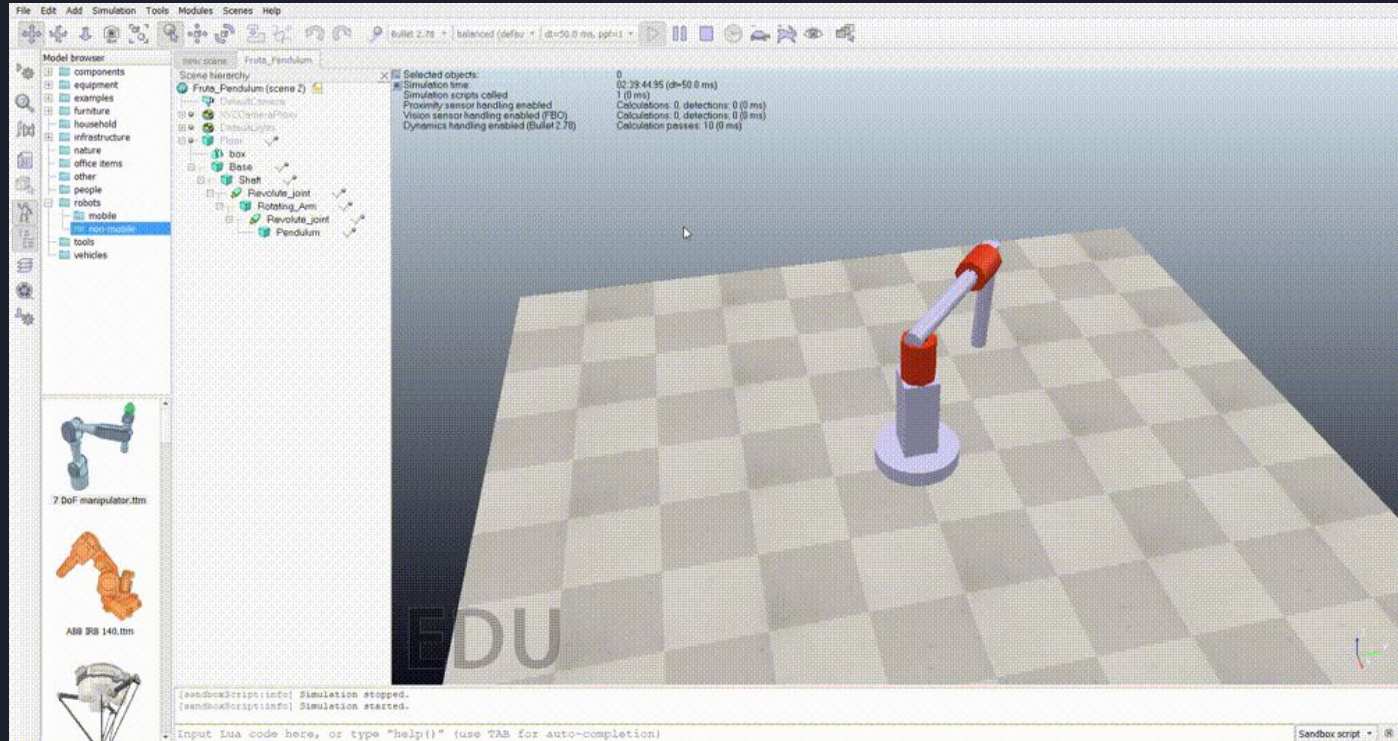 File Edit Add Simulation Tools Modules Scenes Help
Bullet 2.78 balanced (defau dt=50.0 ms, ppf=1
Model browser
components
equipment
examples
furniture
household
infrastructure
nature
office items
other
people
robots
mobile
non-mobile
tools
vehicles
7 DoF manipulator.ttm
ABB IRB 140.ttm
new scene Fruta_Pendulum
Scene hierarchy
Fruta_Pendulum (scene 2)
DefaultCamera
XYZCameraProxy
DefaultLights
Floor
box
Base
Shaft
Revolute_joint
Rotating_Arm
Revolute_joint
Pendulum
Selected objects: 0
Simulation time: 02:39:44.95 (dt=50.0 ms)
Simulation scripts called 1 (0 ms)
Proximity sensor handling enabled Calculations: 0, detections: 0 (0 ms)
Vision sensor handling enabled (FBO) Calculations: 0, detections: 0 (0 ms)
Dynamics handling enabled (Bullet 2.78) Calculation passes: 10 (0 ms)
EDU
[sandboxScript:info] Simulation stopped.
[sandboxScript:info] Simulation started.
Input Lua code here, or type "help()" (use TAB for auto-completion)
Sandbox script